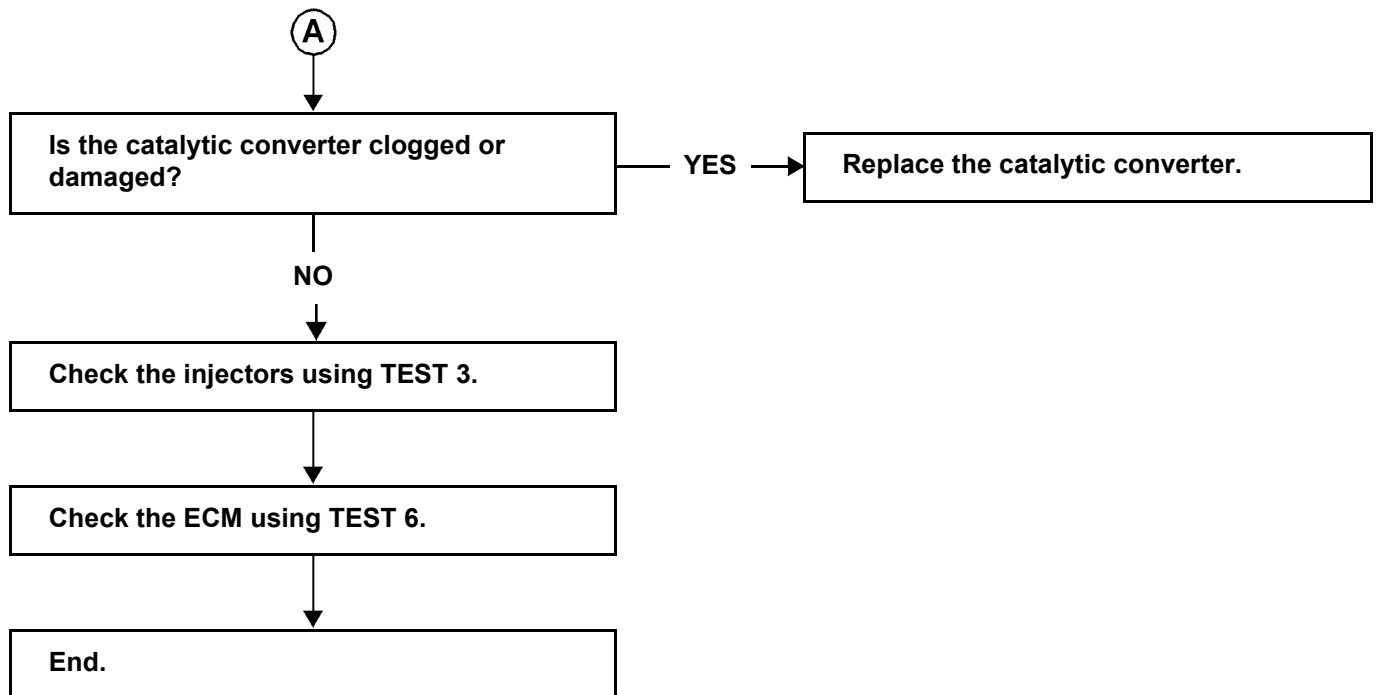 A
Is the catalytic converter clogged or
damaged?
YES
Replace the catalytic converter.
NO
Check the injectors using TEST 3.
Check the ECM using TEST 6.
End.